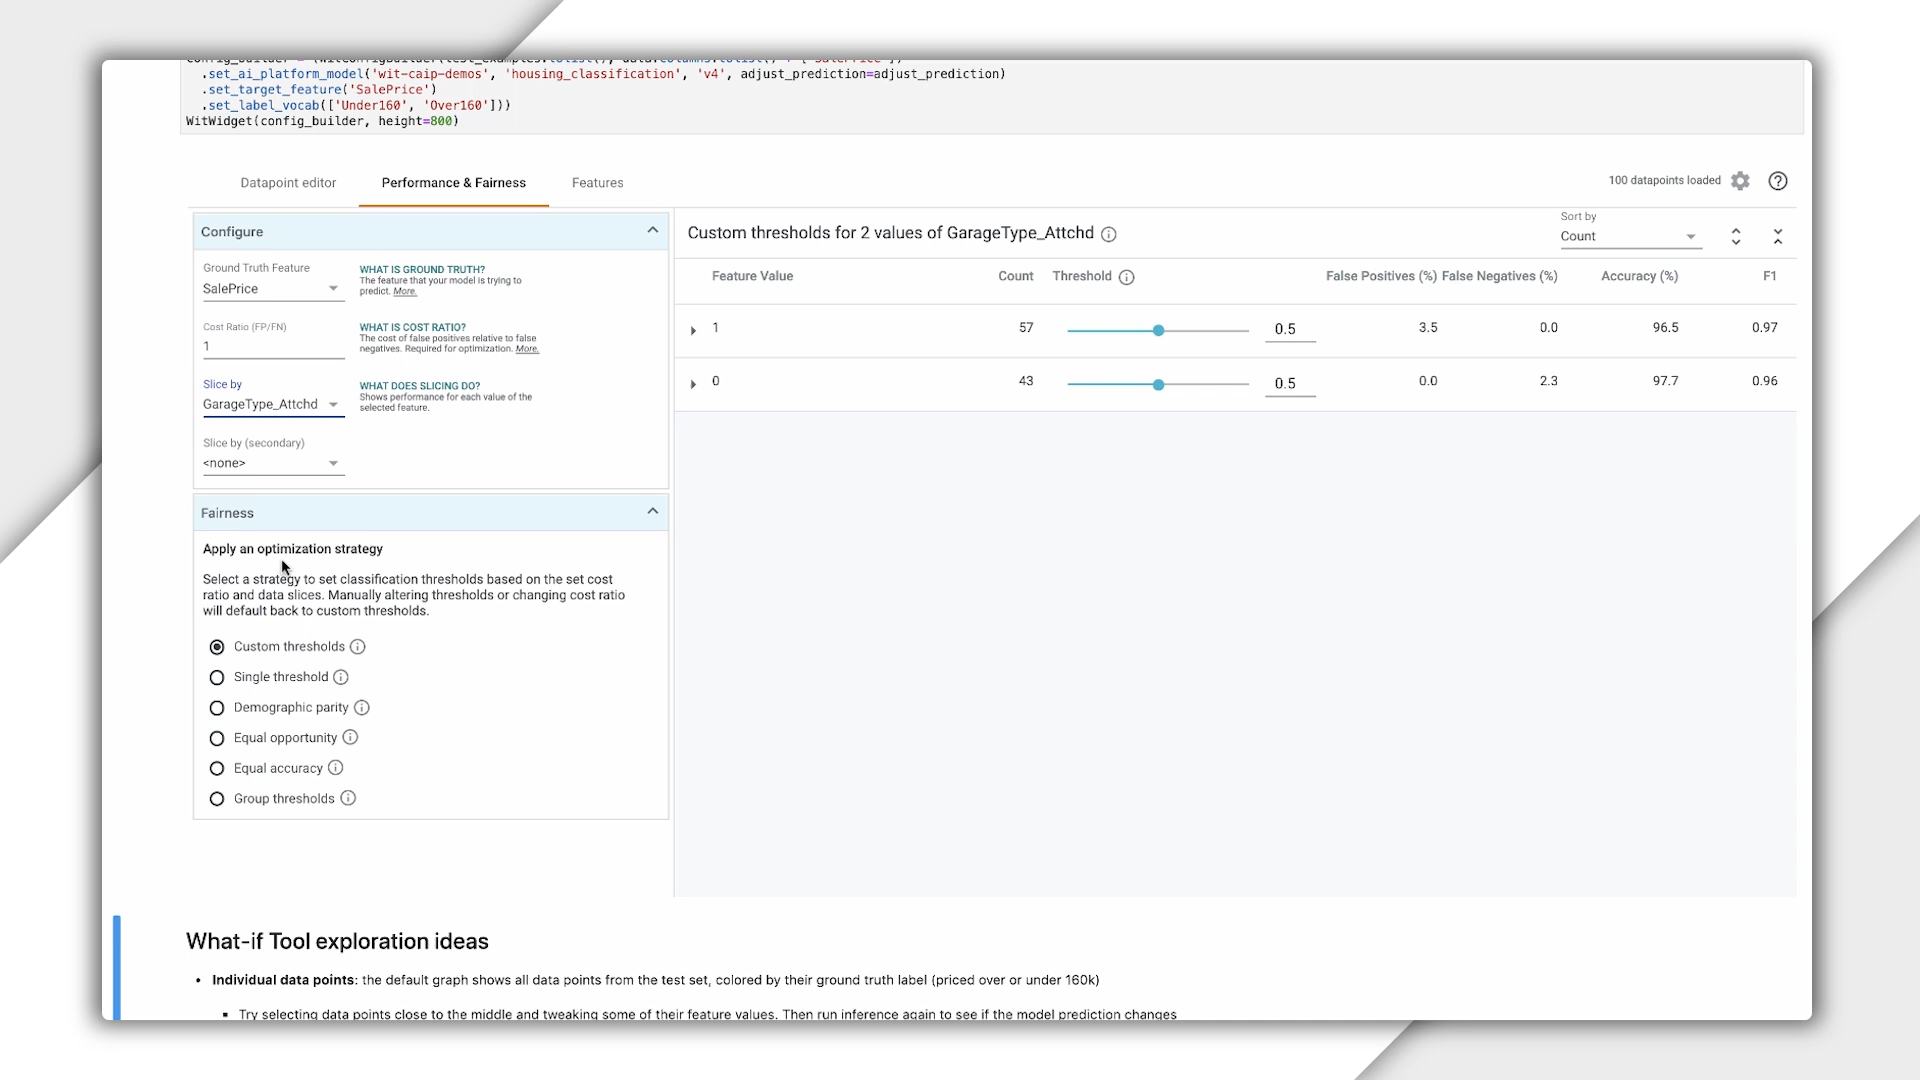 .set_ai_platform_model('wit-caip-demos', 'housing_classification', 'v4', adjust_prediction=adjust_prediction)
.set_target_feature('SalePrice')
.set_label_vocab(['Under160', 'Over160']))
WitWidget(config_builder, height=800)
Datapoint editor
Performance & Fairness
Features
100 datapoints loaded
Configure
Ground Truth Feature
SalePrice
WHAT IS GROUND TRUTH?
The feature that your model is trying to
predict. More.
Cost Ratio (FP/FN)
1
WHAT IS COST RATIO?
The cost of false positives relative to false
negatives. Required for optimization. More.
Slice by
GarageType_Attchd
WHAT DOES SLICING DO?
Shows performance for each value of the
selected feature.
Slice by (secondary)
<none>
Fairness
Apply an optimization strategy
Select a strategy to set classification thresholds based on the set cost
ratio and data slices. Manually altering thresholds or changing cost ratio
will default back to custom thresholds.
Custom thresholds
Single threshold
Demographic parity
Equal opportunity
Equal accuracy
Group thresholds
Custom thresholds for 2 values of GarageType_Attchd
Sort by
Count
Feature Value Count Threshold False Positives (%) False Negatives (%) Accuracy (%) F1
1 57 0.5 3.5 0.0 96.5 0.97
0 43 0.5 0.0 2.3 97.7 0.96
What-if Tool exploration ideas
• Individual data points: the default graph shows all data points from the test set, colored by their ground truth label (priced over or under 160k)
▪ Try selecting data points close to the middle and tweaking some of their feature values. Then run inference again to see if the model prediction changes